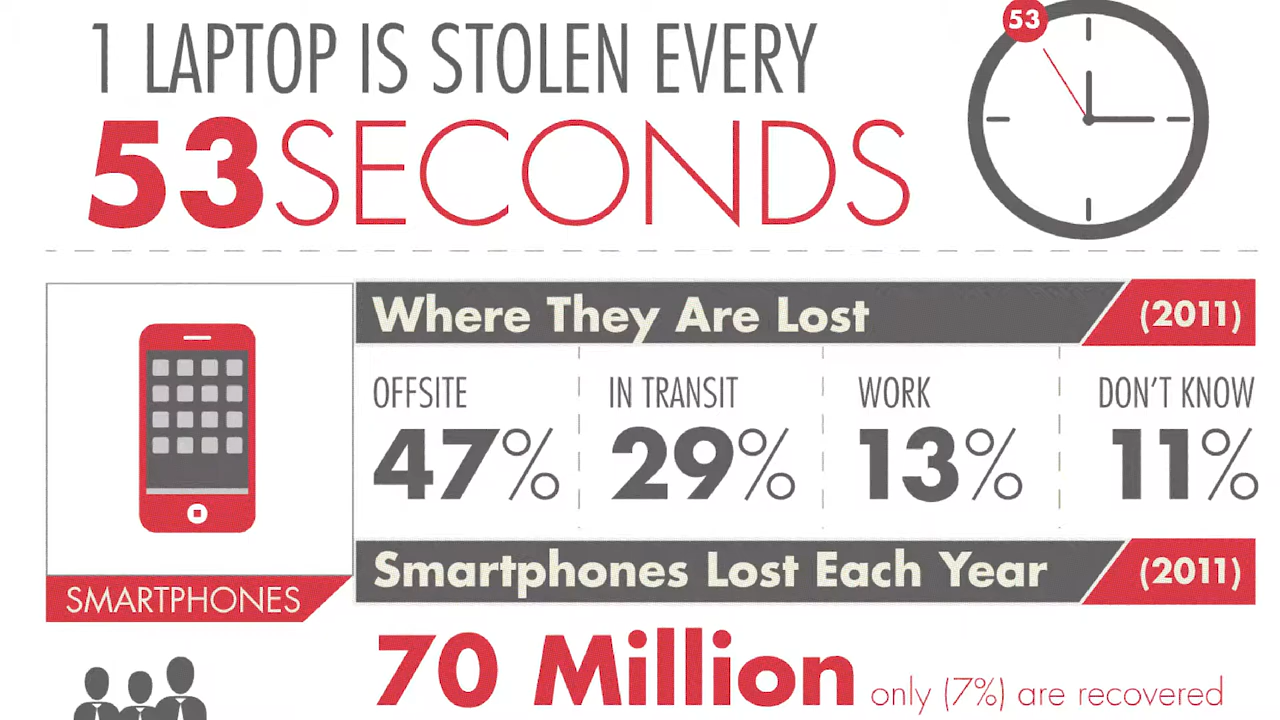 1 LAPTOP IS STOLEN EVERY
53
53 SECONDS
Where They Are Lost (2011)
OFFSITE IN TRANSIT WORK DON'T KNOW
47% 29% 13% 11%
Smartphones Lost Each Year (2011)
SMARTPHONES
70 Million only (7%) are recovered